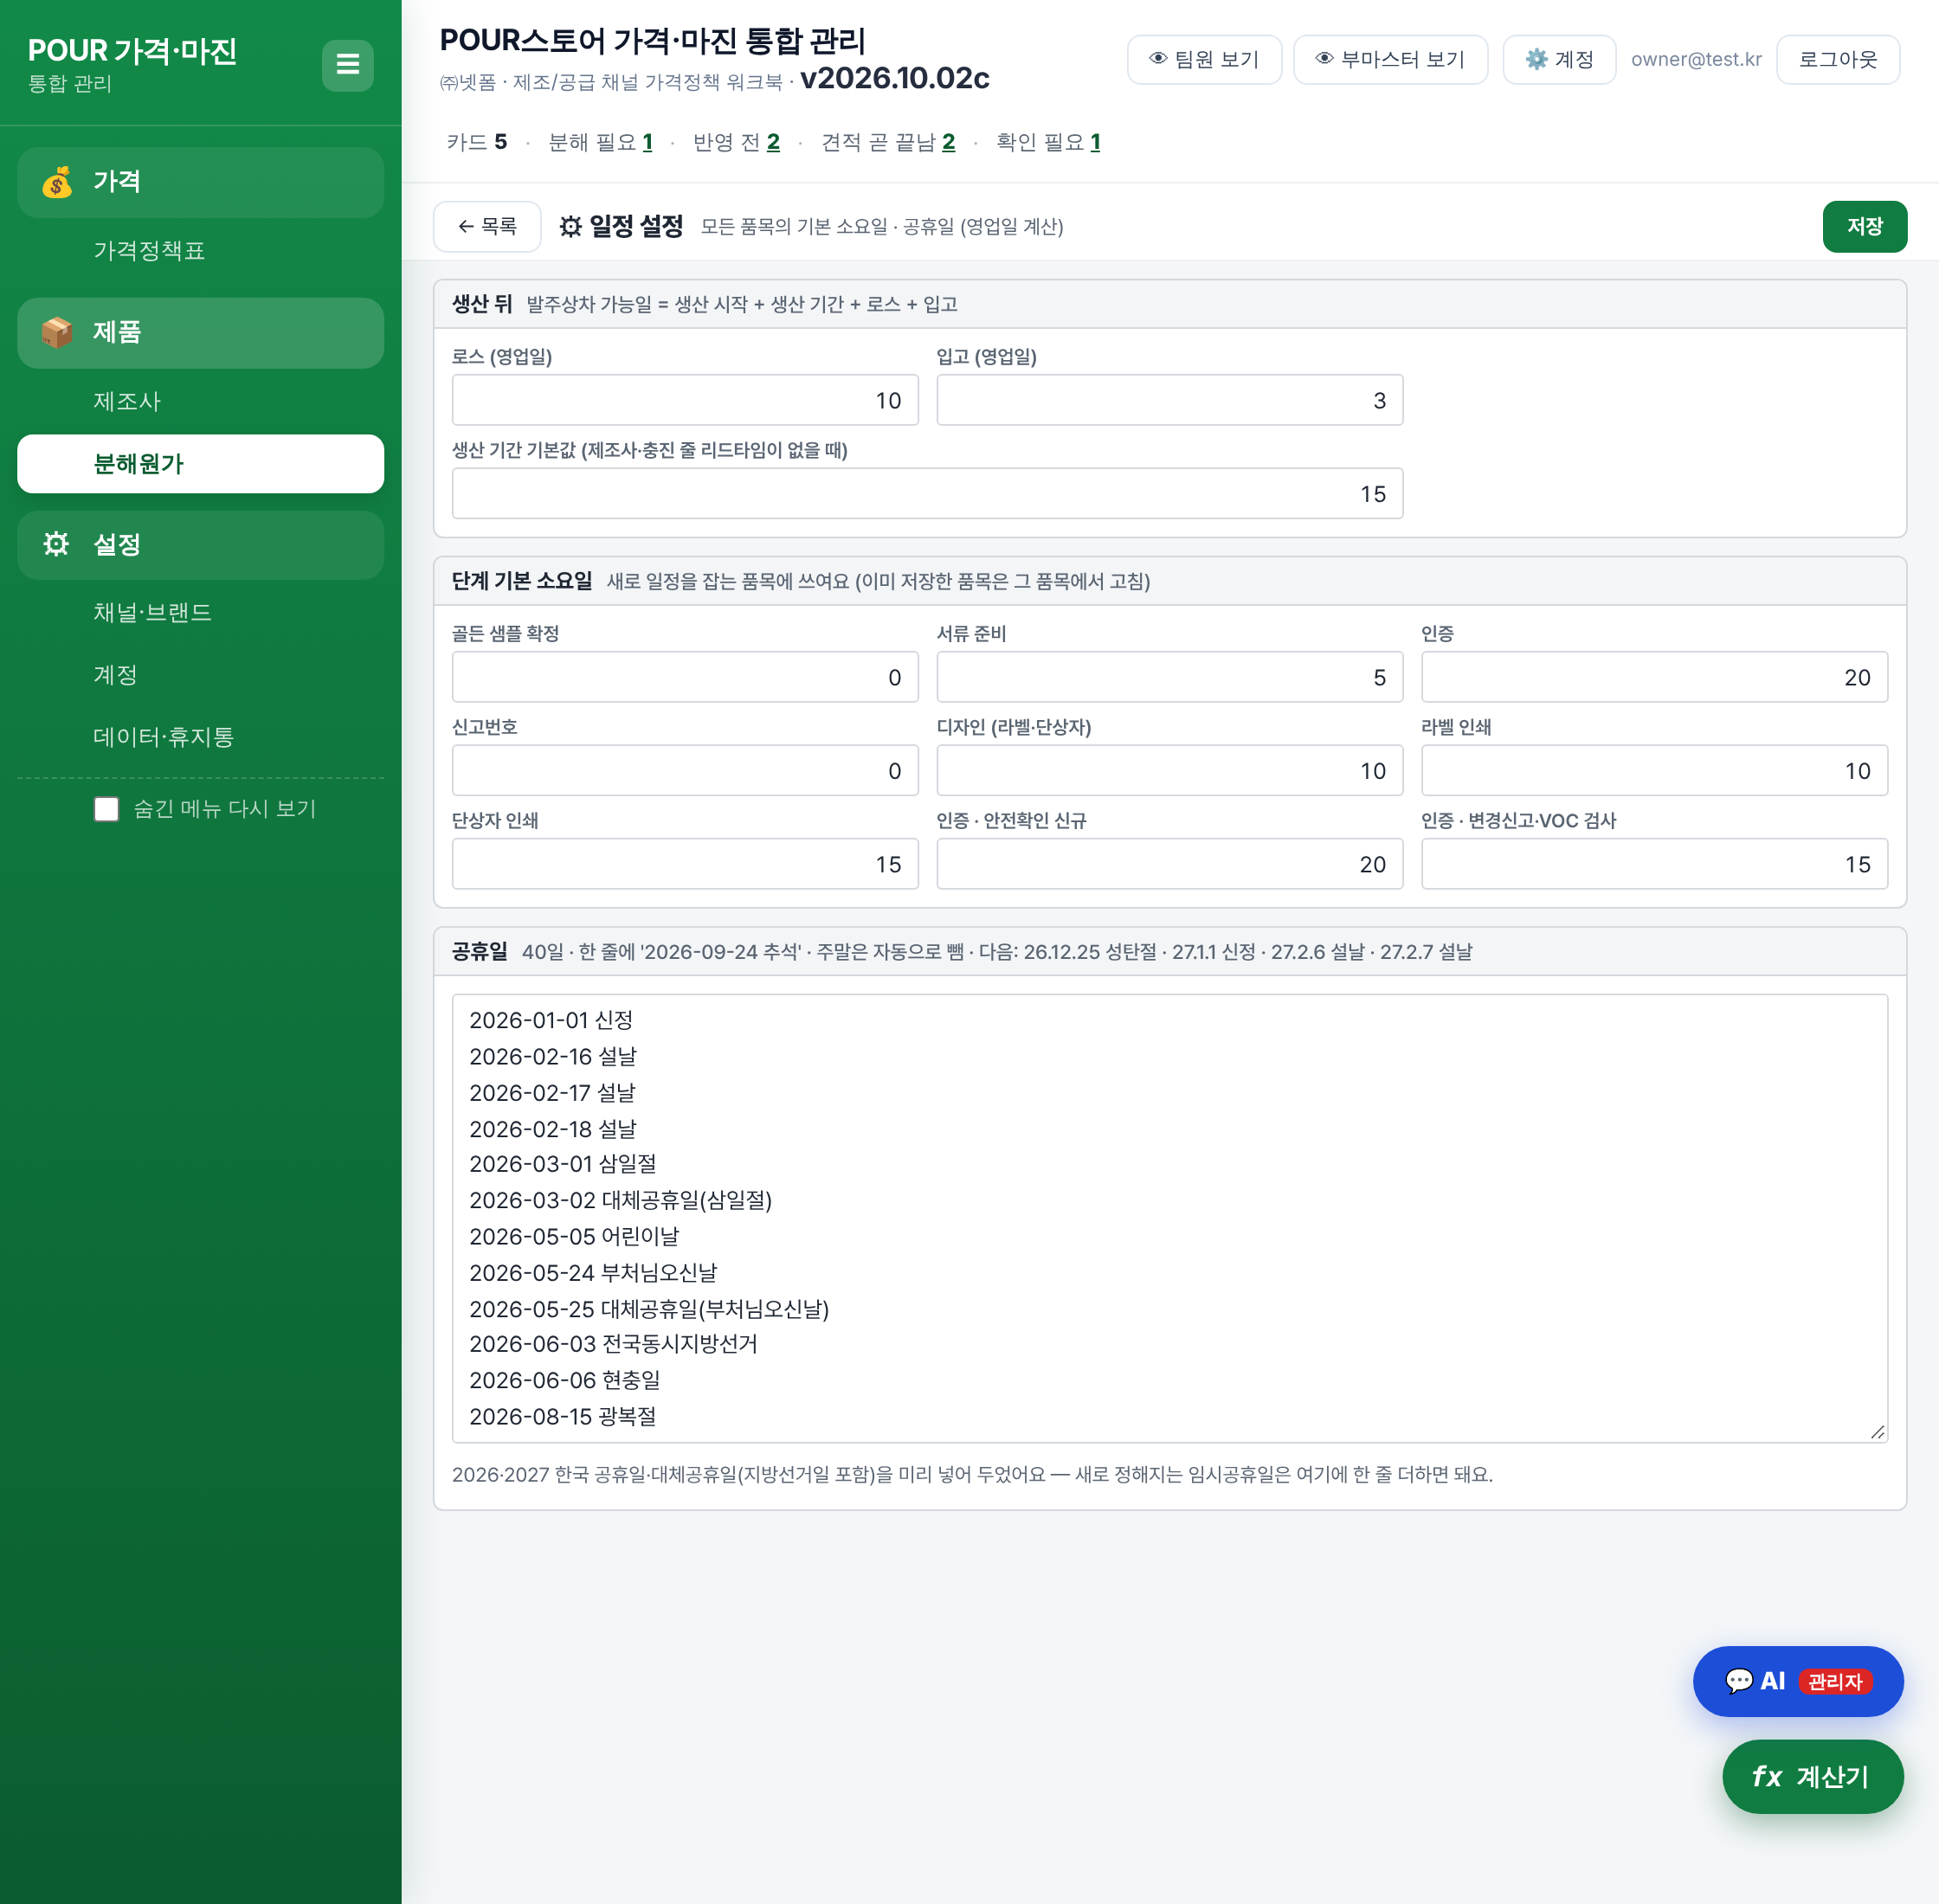 POUR 가격·마진
통합 관리
💰 가격
가격정책표
📦 제품
제조사
분해원가
⚙ 설정
채널·브랜드
계정
데이터·휴지통
숨긴 메뉴 다시 보기
POUR스토어 가격·마진 통합 관리
㈜넷폼 · 제조/공급 채널 가격정책 워크북 · v2026.10.02c
👁 팀원 보기
👁 부마스터 보기
⚙️ 계정
owner@test.kr
로그아웃
카드 5 · 분해 필요 1 · 반영 전 2 · 견적 곧 끝남 2 · 확인 필요 1
← 목록
⚙ 일정 설정 모든 품목의 기본 소요일 · 공휴일 (영업일 계산)
저장
생산 뒤 발주상차 가능일 = 생산 시작 + 생산 기간 + 로스 + 입고
로스 (영업일) 입고 (영업일)
10 3
생산 기간 기본값 (제조사·충진 줄 리드타임이 없을 때)
15
단계 기본 소요일 새로 일정을 잡는 품목에 쓰여요 (이미 저장한 품목은 그 품목에서 고침)
골든 샘플 확정 서류 준비 인증
0 5 20
신고번호 디자인 (라벨·단상자) 라벨 인쇄
0 10 10
단상자 인쇄 인증 · 안전확인 신규 인증 · 변경신고·VOC 검사
15 20 15
공휴일 40일 · 한 줄에 '2026-09-24 추석' · 주말은 자동으로 뺌 · 다음: 26.12.25 성탄절 · 27.1.1 신정 · 27.2.6 설날 · 27.2.7 설날
2026-01-01 신정
2026-02-16 설날
2026-02-17 설날
2026-02-18 설날
2026-03-01 삼일절
2026-03-02 대체공휴일(삼일절)
2026-05-05 어린이날
2026-05-24 부처님오신날
2026-05-25 대체공휴일(부처님오신날)
2026-06-03 전국동시지방선거
2026-06-06 현충일
2026-08-15 광복절
2026·2027 한국 공휴일·대체공휴일(지방선거일 포함)을 미리 넣어 두었어요 — 새로 정해지는 임시공휴일은 여기에 한 줄 더하면 돼요.
💬 AI 관리자
fx 계산기